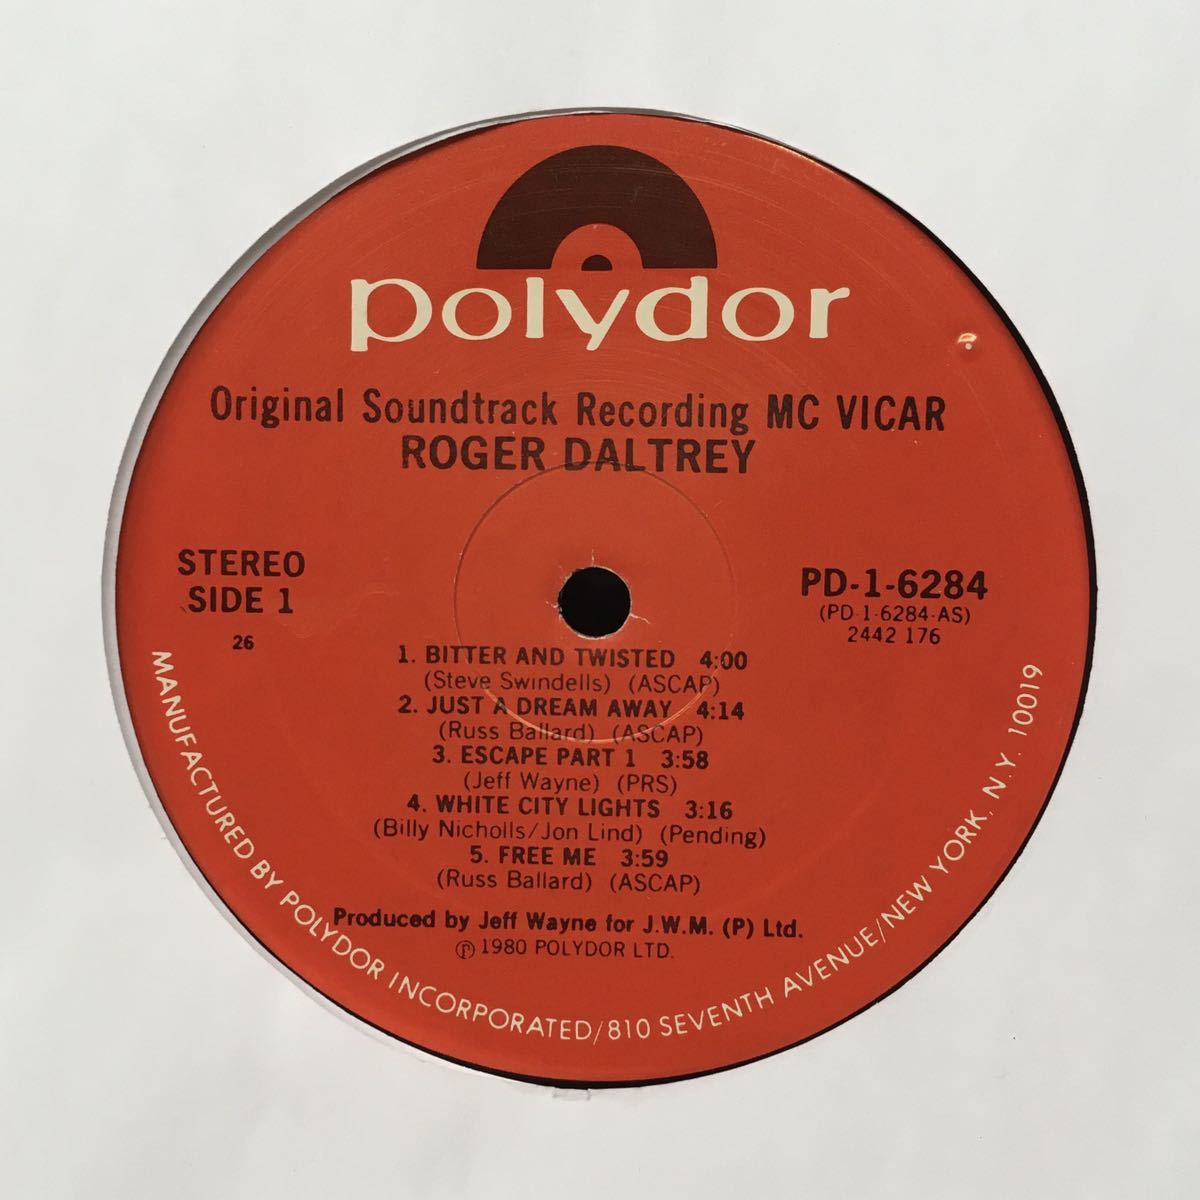 polydor
Original Soundtrack Recording MC VICAR
ROGER DALTREY
STEREO
SIDE 1
26
PD-1-6284
(PD-1-6284-AS)
2442 176
1. BITTER AND TWISTED 4:00
(Steve Swindells) (ASCAP)
2. JUST A DREAM AWAY 4:14
(Russ Ballard) (ASCAP)
3. ESCAPE PART 1 3:58
(Jeff Wayne) (PRS)
4. WHITE CITY LIGHTS 3:16
(Billy Nicholls/Jon Lind) (Pending)
5. FREE ME 3:59
(Russ Ballard) (ASCAP)
Produced by Jeff Wayne for J.W.M. (P) Ltd.
℗ 1980 POLYDOR LTD.
MANUFACTURED BY POLYDOR INCORPORATED/810 SEVENTH AVENUE/NEW YORK, N.Y. 10019